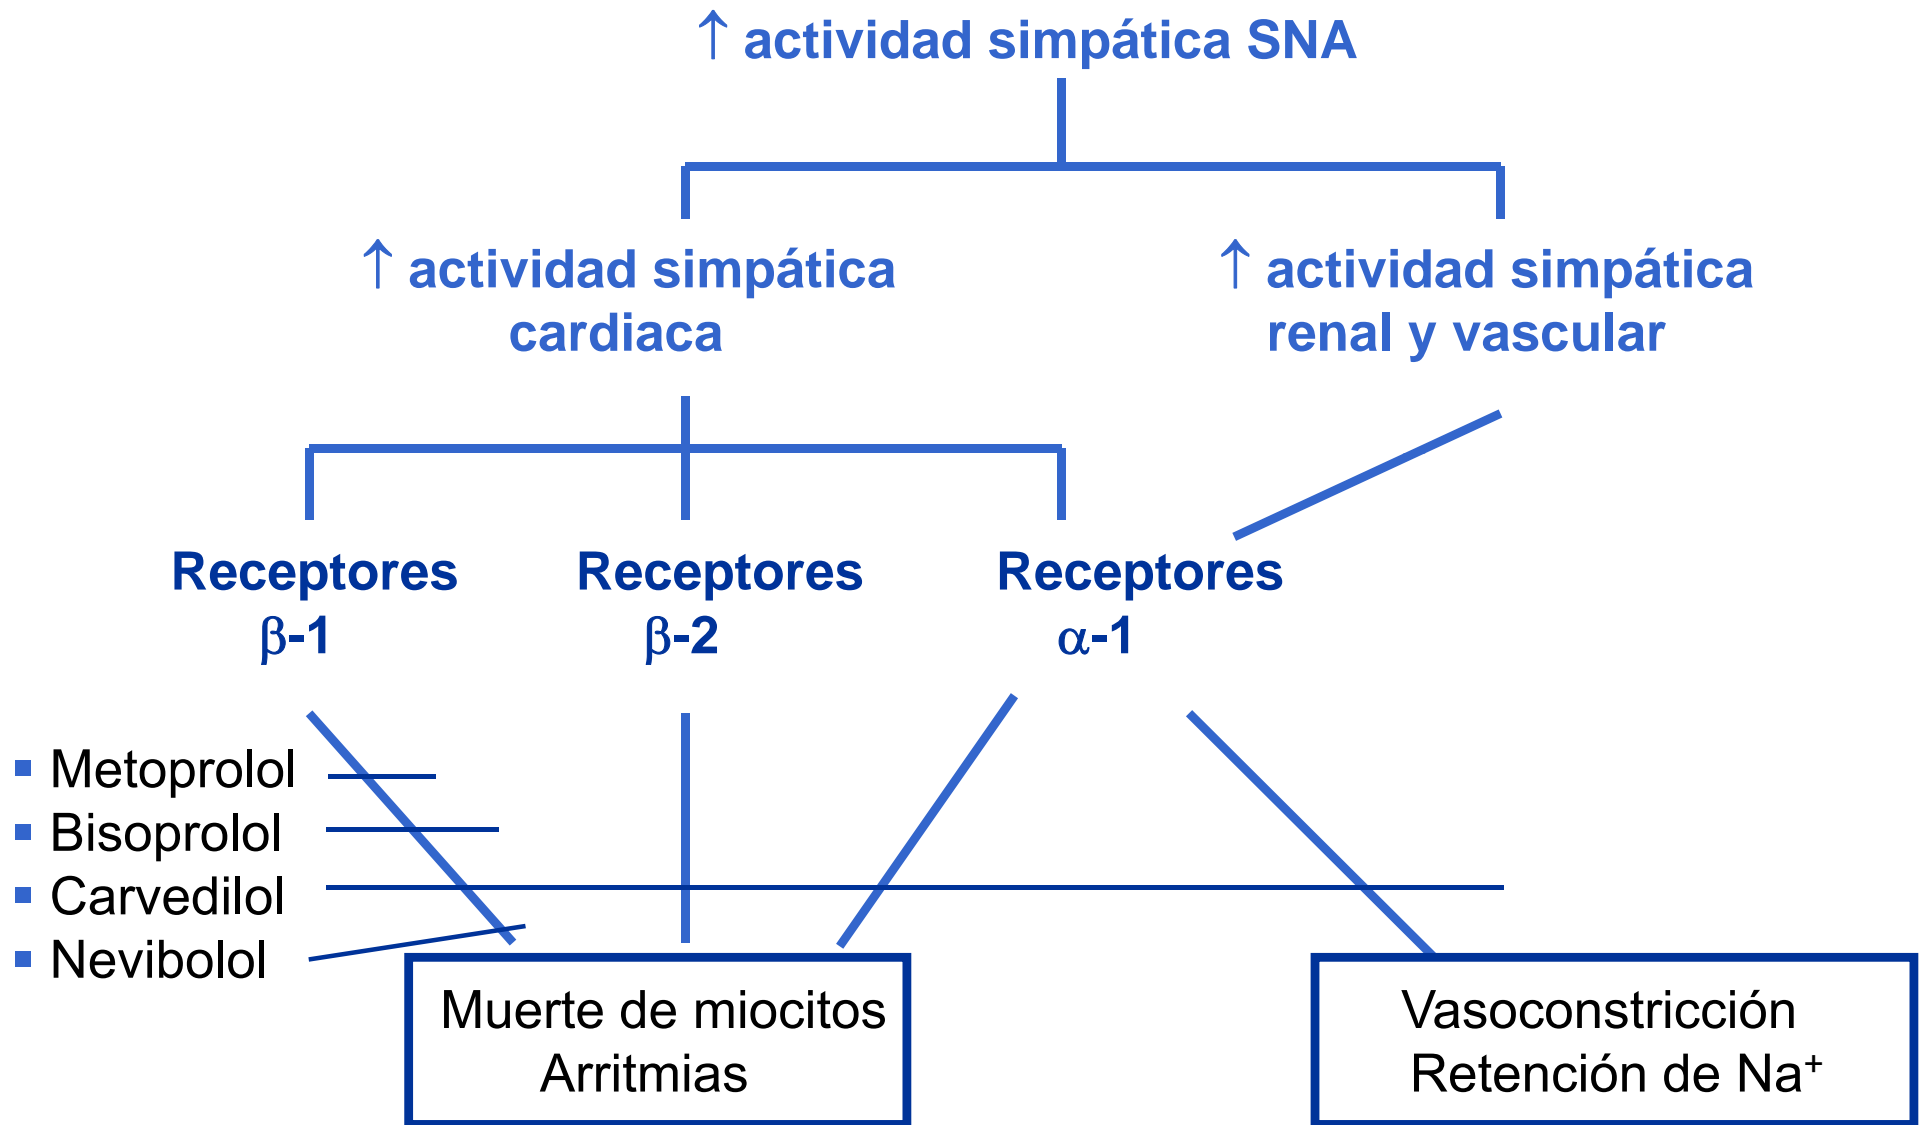 ↑ actividad simpática SNA
↑ actividad simpática
cardiaca
↑ actividad simpática
renal y vascular
Receptores
β-1
Receptores
β-2
Receptores
α-1
▪ Metoprolol
▪ Bisoprolol
▪ Carvedilol
▪ Nevibolol
Muerte de miocitos
Arritmias
Vasoconstricción
Retención de Na⁺